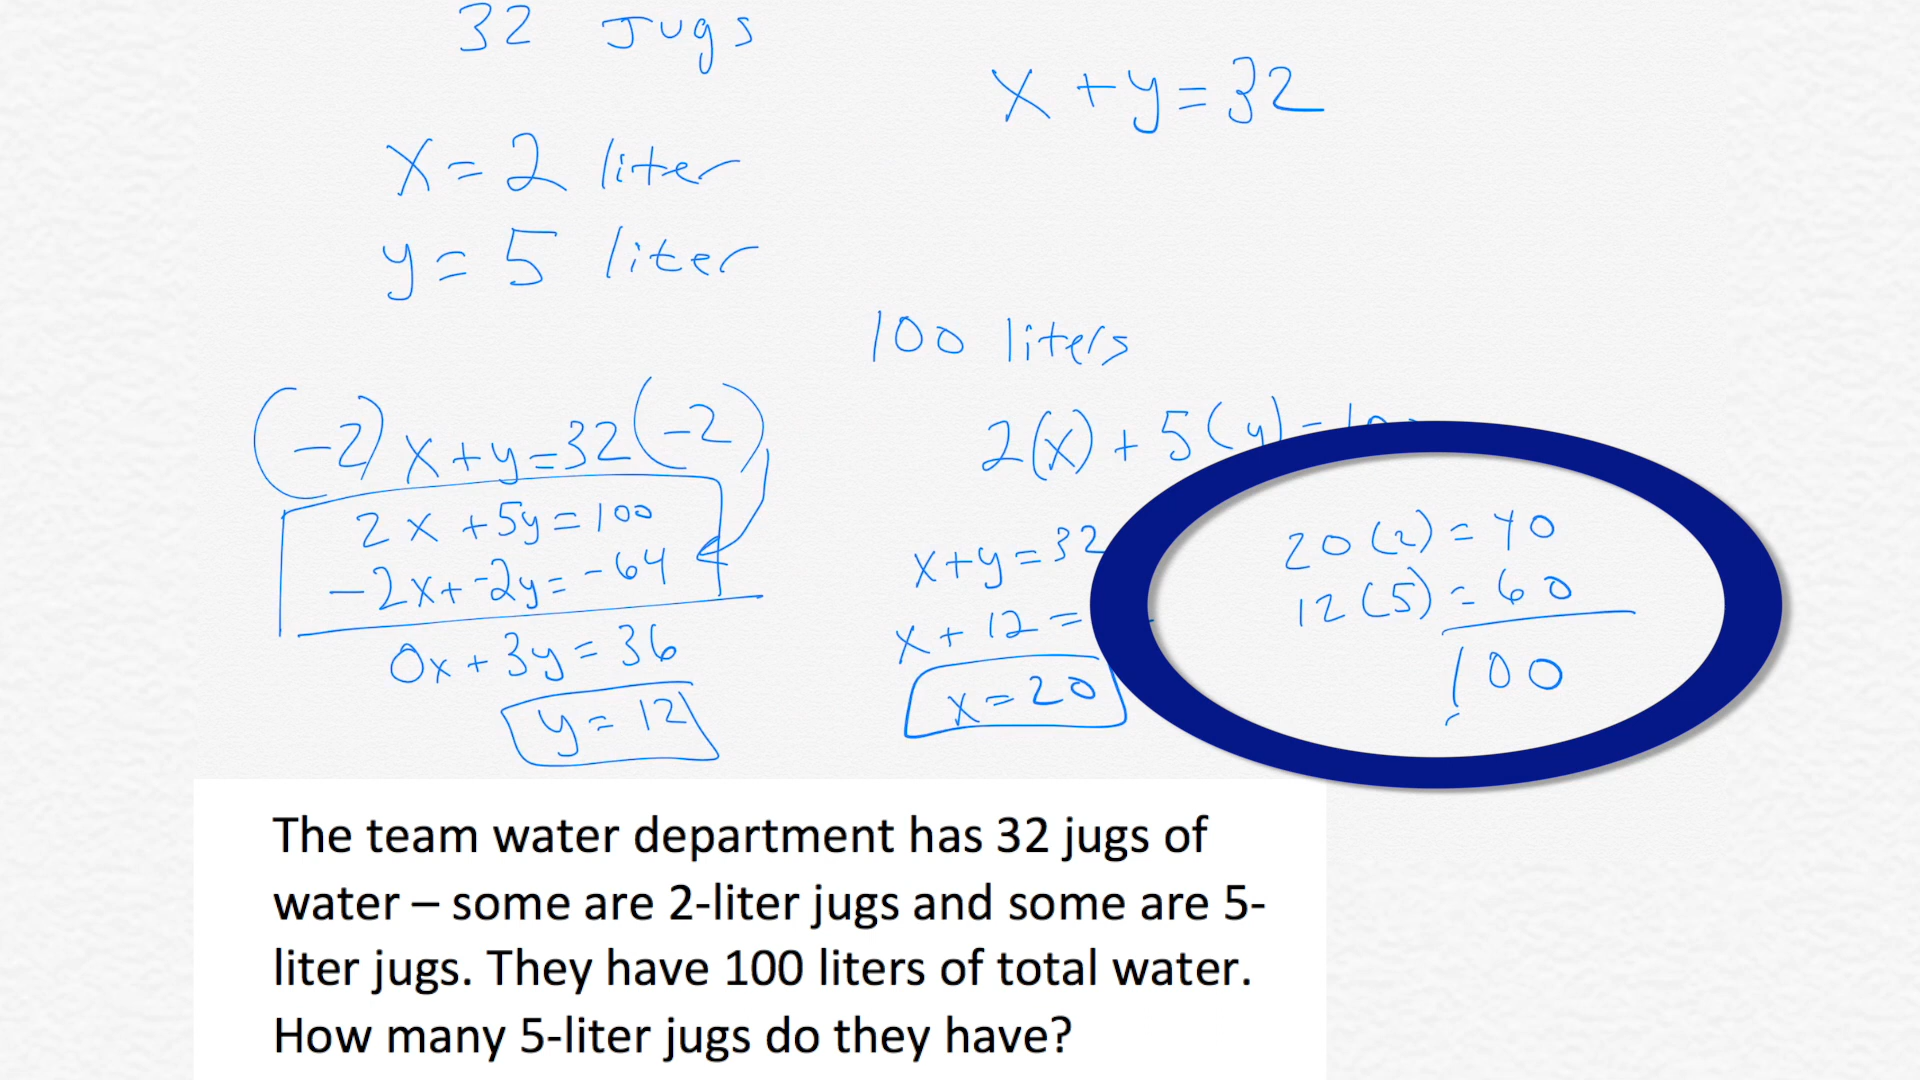 32 Jugs
x + y = 32
x = 2 liter
y = 5 liter
100 liters
(-2) x + y = 32 (-2)
2(x) + 5(y) = 10
2x + 5y = 100
-2x + -2y = -64
0x + 3y = 36
y = 12
x + y = 32
x + 12 =
x = 20
20(2) = 40
12(5) = 60
100
The team water department has 32 jugs of
water – some are 2-liter jugs and some are 5-
liter jugs. They have 100 liters of total water.
How many 5-liter jugs do they have?